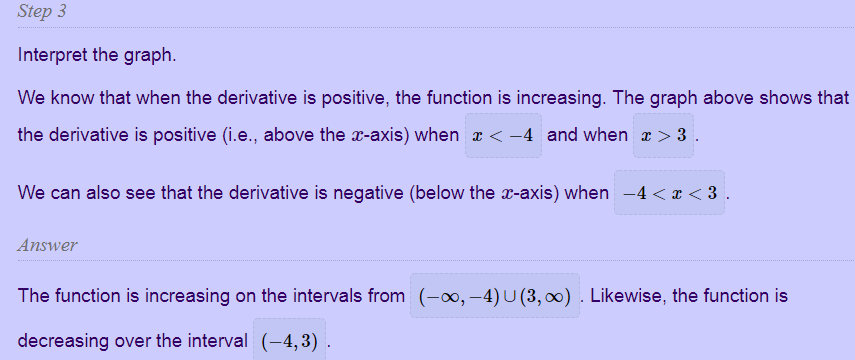 Step 3
Interpret the graph.
We know that when the derivative is positive, the function is increasing. The graph above shows that
the derivative is positive (i.e., above the x-axis) when x < −4 and when x > 3 .
We can also see that the derivative is negative (below the x-axis) when −4 < x < 3 .
Answer
The function is increasing on the intervals from (−∞, −4) ∪ (3, ∞) . Likewise, the function is
decreasing over the interval (−4, 3) .